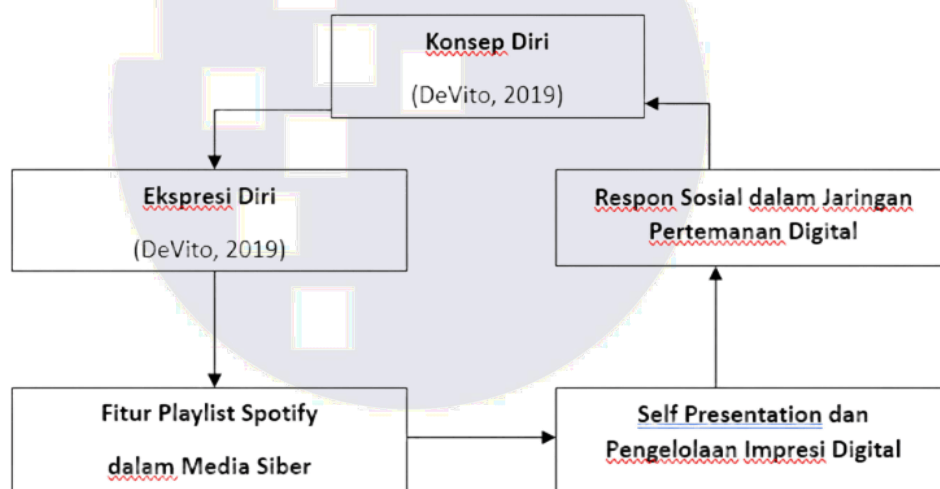 Konsep Diri
(DeVito, 2019)
Ekspresi Diri
(DeVito, 2019)
Respon Sosial dalam Jaringan
Pertemanan Digital
Fitur Playlist Spotify
dalam Media Siber
Self Presentation dan
Pengelolaan Impresi Digital